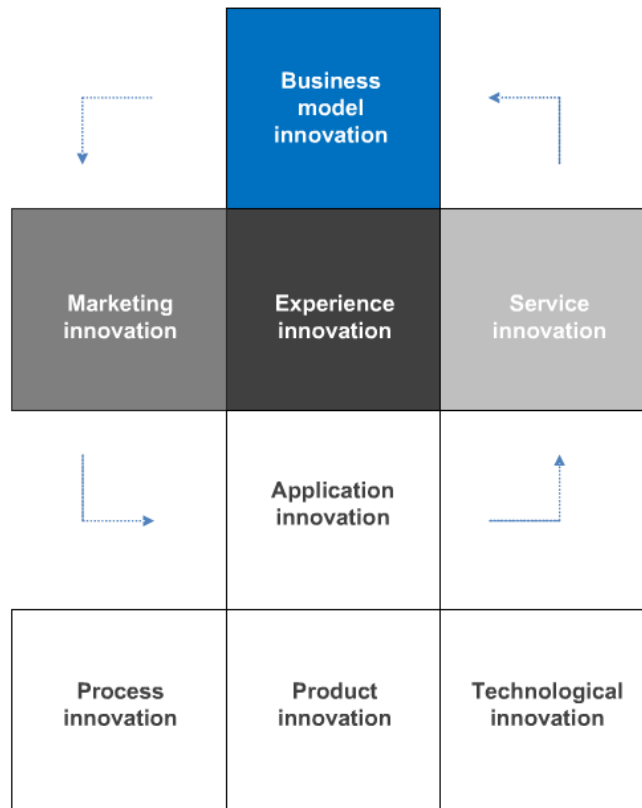 Business
model
innovation
Marketing
innovation
Experience
innovation
Service
innovation
Application
innovation
Process
innovation
Product
innovation
Technological
innovation